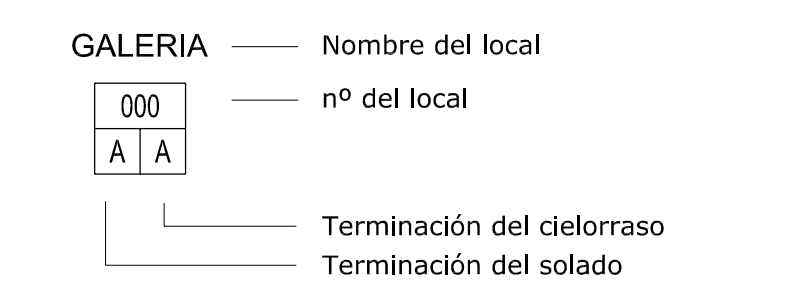 GALERIA Nombre del local
000 nº del local
A A
Terminación del cielorraso
Terminación del solado